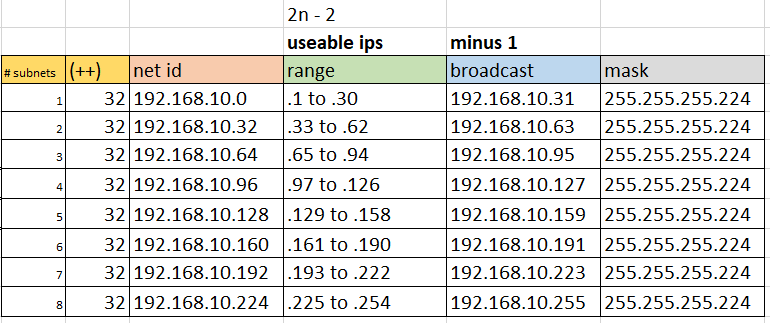 2n - 2
useable ips minus 1
# subnets (++) net id range broadcast mask
1 32 192.168.10.0 .1 to .30 192.168.10.31 255.255.255.224
2 32 192.168.10.32 .33 to .62 192.168.10.63 255.255.255.224
3 32 192.168.10.64 .65 to .94 192.168.10.95 255.255.255.224
4 32 192.168.10.96 .97 to .126 192.168.10.127 255.255.255.224
5 32 192.168.10.128 .129 to .158 192.168.10.159 255.255.255.224
6 32 192.168.10.160 .161 to .190 192.168.10.191 255.255.255.224
7 32 192.168.10.192 .193 to .222 192.168.10.223 255.255.255.224
8 32 192.168.10.224 .225 to .254 192.168.10.255 255.255.255.224